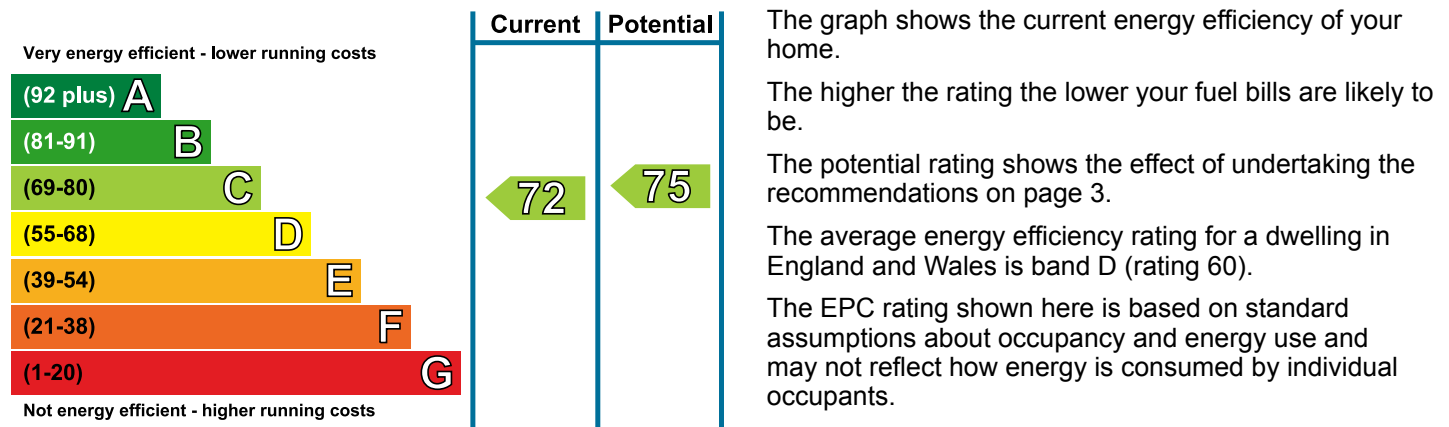 Current Potential
Very energy efficient - lower running costs
(92 plus) A
(81-91) B
(69-80) C
(55-68) D
(39-54) E
(21-38) F
(1-20) G
Not energy efficient - higher running costs
72
75
The graph shows the current energy efficiency of your
home.
The higher the rating the lower your fuel bills are likely to
be.
The potential rating shows the effect of undertaking the
recommendations on page 3.
The average energy efficiency rating for a dwelling in
England and Wales is band D (rating 60).
The EPC rating shown here is based on standard
assumptions about occupancy and energy use and
may not reflect how energy is consumed by individual
occupants.